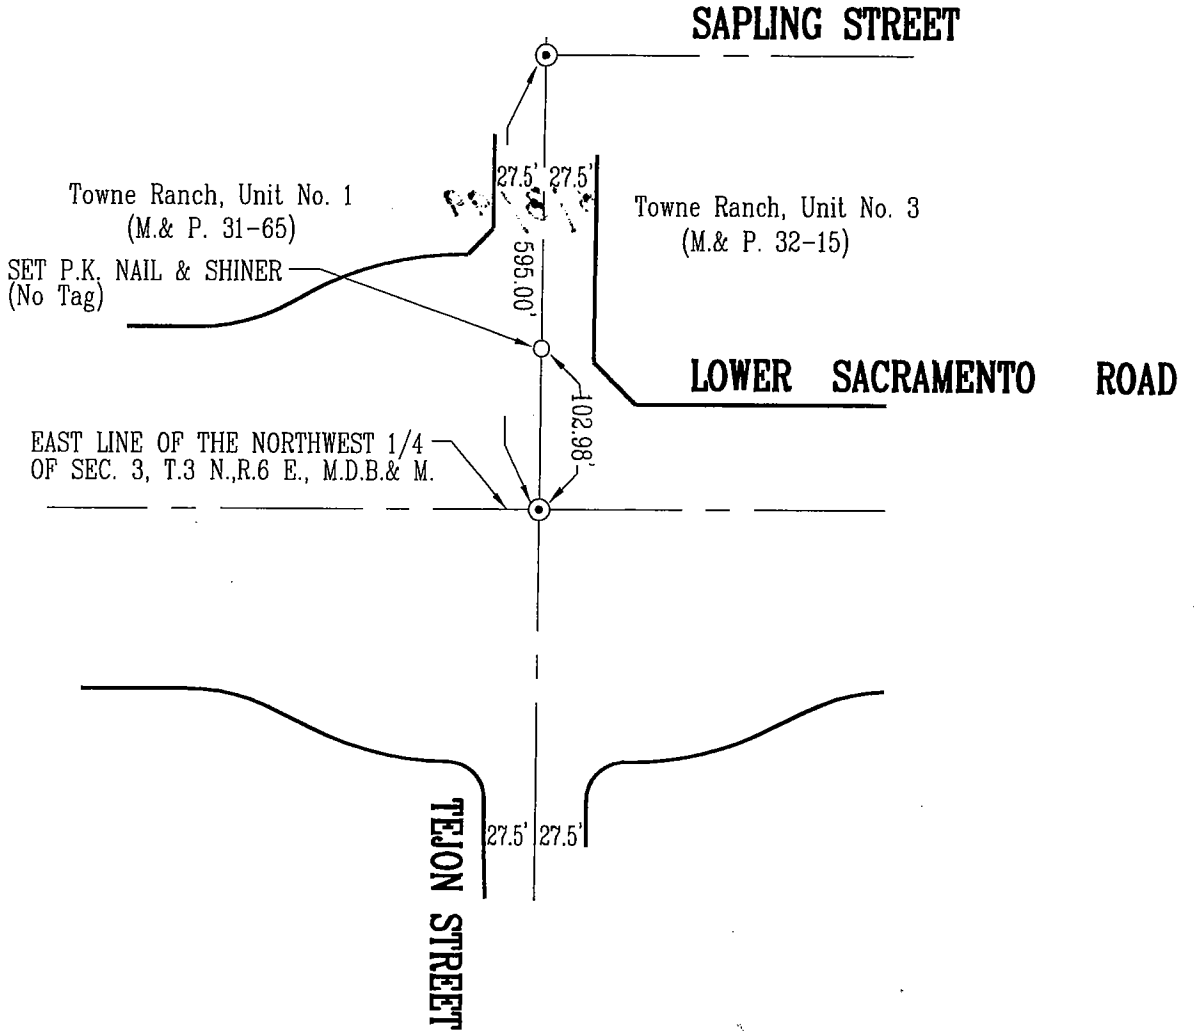 SAPLING STREET
27.5' 27.5'
Towne Ranch, Unit No. 1
(M.& P. 31-65)
Towne Ranch, Unit No. 3
(M.& P. 32-15)
595.00'
SET P.K. NAIL & SHINER
(No Tag)
LOWER SACRAMENTO ROAD
102.98'
EAST LINE OF THE NORTHWEST 1/4
OF SEC. 3, T.3 N.,R.6 E., M.D.B.& M.
27.5' 27.5'
TEJON STREET